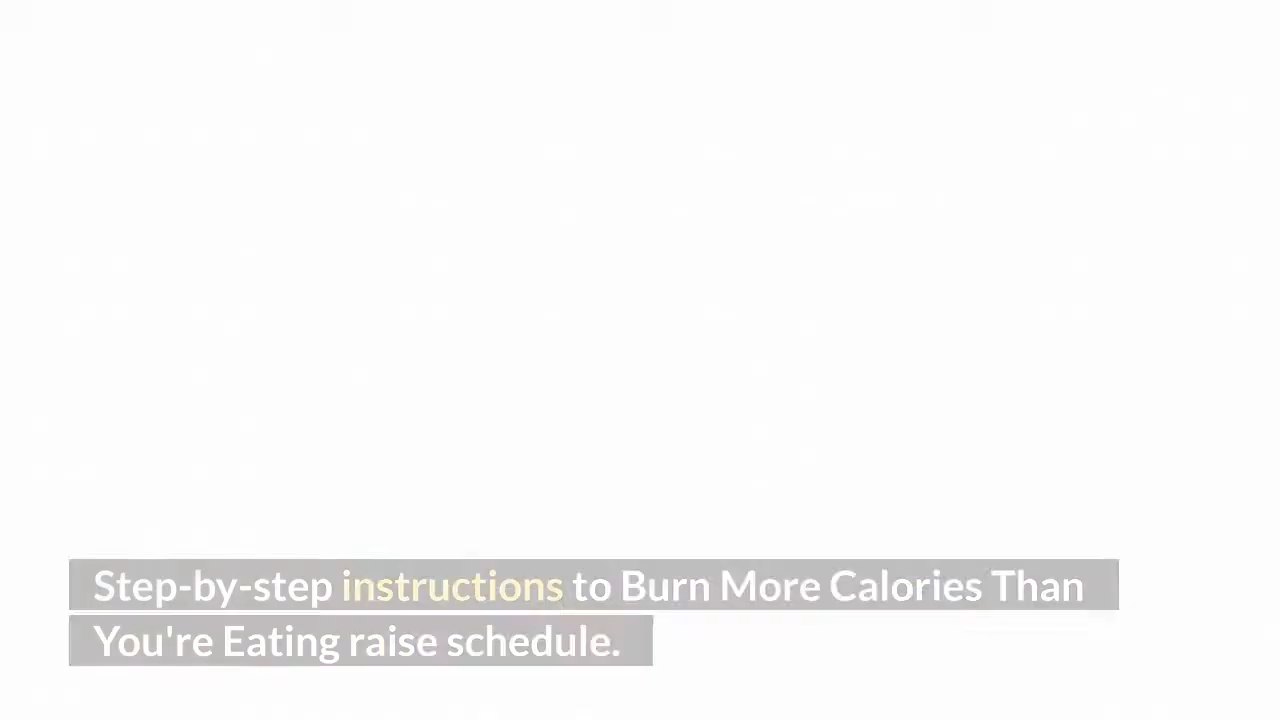 Step-by-step instructions to Burn More Calories Than
You're Eating raise schedule.